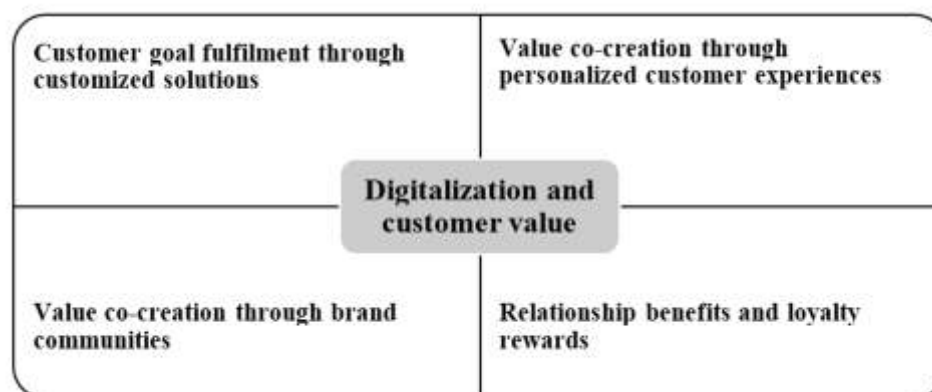 Customer goal fulfilment through
customized solutions
Value co-creation through
personalized customer experiences
Digitalization and
customer value
Value co-creation through brand
communities
Relationship benefits and loyalty
rewards